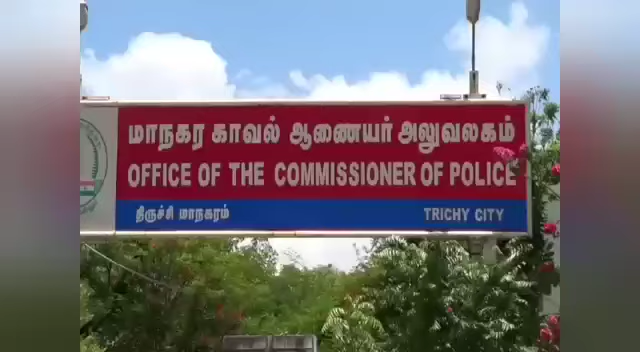 மாநகர காவல் ஆணையர் அலுவலகம்
OFFICE OF THE COMMISSIONER OF POLICE
திருச்சி மாநகரம் TRICHY CITY